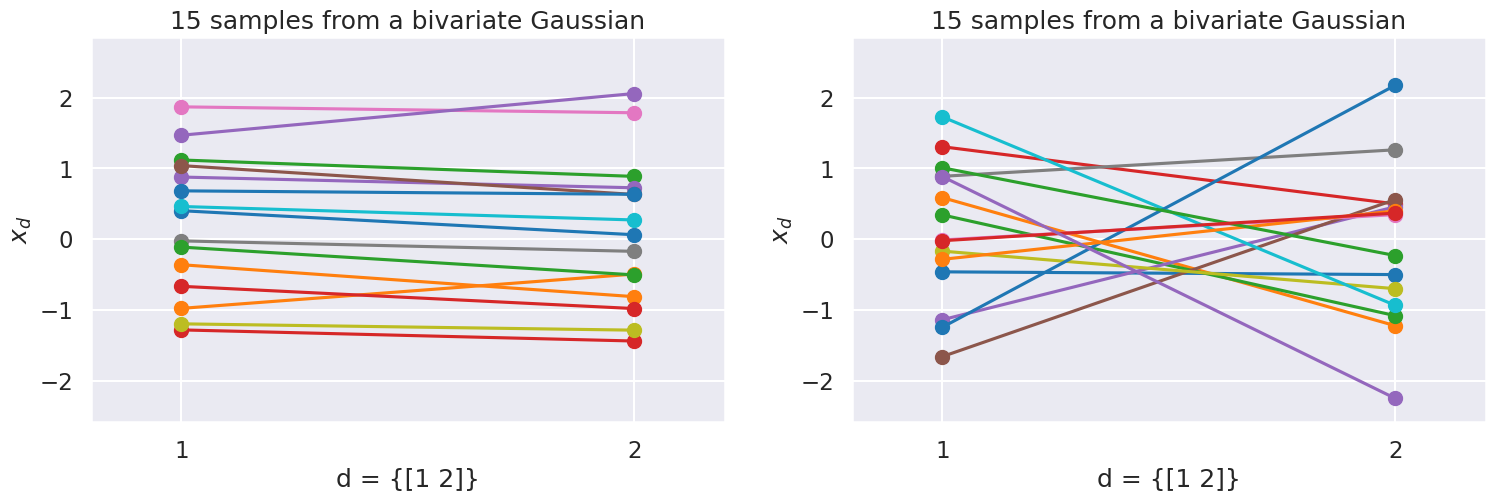 15 samples from a bivariate Gaussian
2
1
0
−1
−2
x_d
1 2
d = {[1 2]}
15 samples from a bivariate Gaussian
2
1
0
−1
−2
x_d
1 2
d = {[1 2]}